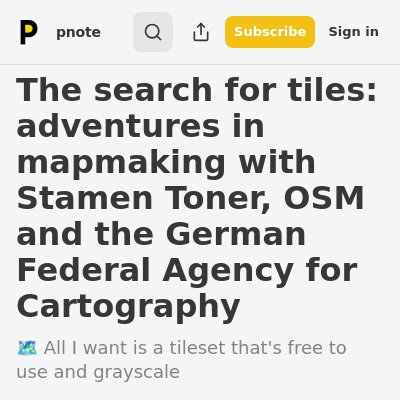 pnote
Subscribe
Sign in
The search for tiles:
adventures in
mapmaking with
Stamen Toner, OSM
and the German
Federal Agency for
Cartography
🗺️ All I want is a tileset that's free to
use and grayscale